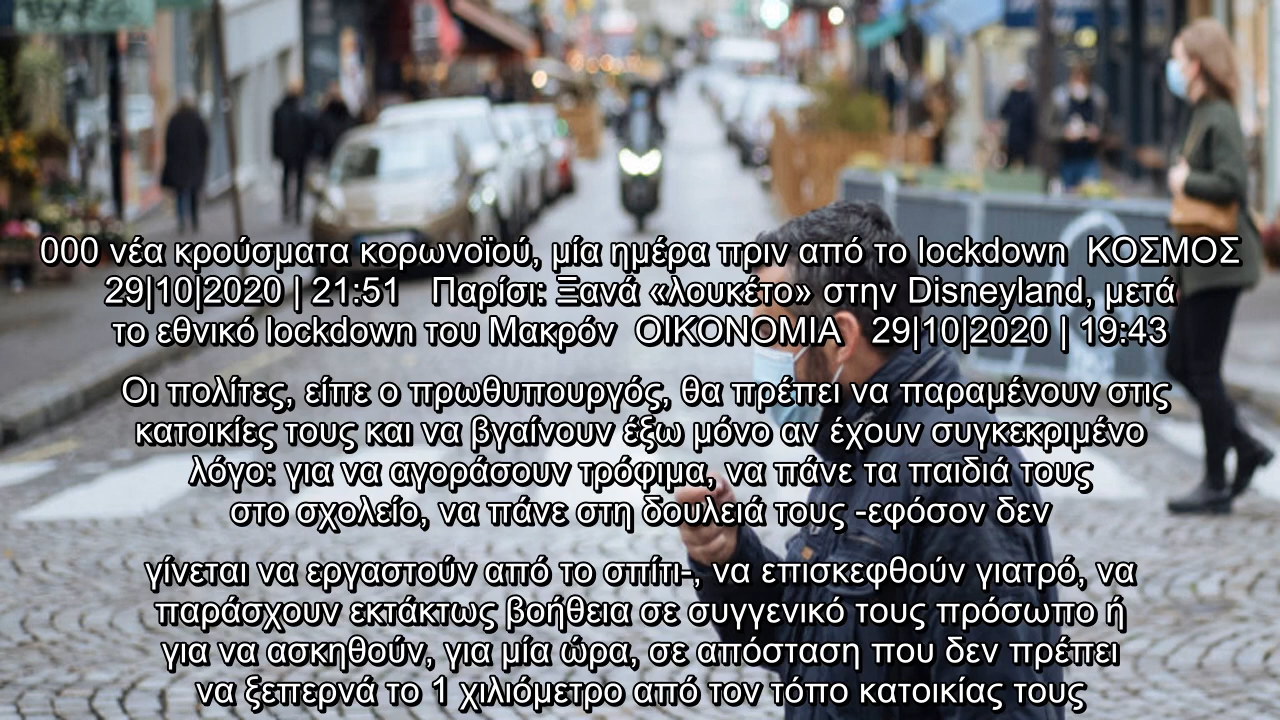 000 νέα κρούσματα κορωνοϊού, μία ημέρα πριν από το lockdown ΚΟΣΜΟΣ
29|10|2020 | 21:51 Παρίσι: Ξανά «λουκέτο» στην Disneyland, μετά
το εθνικό lockdown του Μακρόν ΟΙΚΟΝΟΜΙΑ 29|10|2020 | 19:43
Οι πολίτες, είπε ο πρωθυπουργός, θα πρέπει να παραμένουν στις
κατοικίες τους και να βγαίνουν έξω μόνο αν έχουν συγκεκριμένο
λόγο: για να αγοράσουν τρόφιμα, να πάνε τα παιδιά τους
στο σχολείο, να πάνε στη δουλειά τους -εφόσον δεν
γίνεται να εργαστούν από το σπίτι-, να επισκεφθούν γιατρό, να
παράσχουν εκτάκτως βοήθεια σε συγγενικό τους πρόσωπο ή
για να ασκηθούν, για μία ώρα, σε απόσταση που δεν πρέπει
να ξεπερνά το 1 χιλιόμετρο από τον τόπο κατοικίας τους